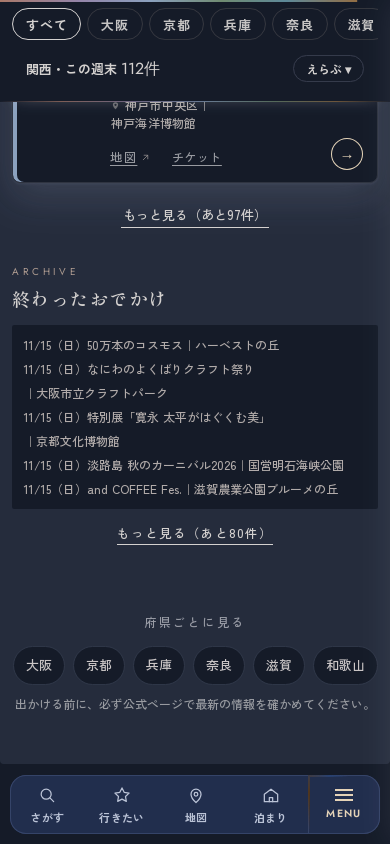 すべて 大阪 京都 兵庫 奈良 滋賀
関西・この週末 112件 えらぶ ▾
神戸市中央区｜
神戸海洋博物館
地図 ↗ チケット →
もっと見る（あと97件）
ARCHIVE
終わったおでかけ
11/15（日）50万本のコスモス｜ハーベストの丘
11/15（日）なにわのよくばりクラフト祭り
｜大阪市立クラフトパーク
11/15（日）特別展「寛永 太平がはぐくむ美」
｜京都文化博物館
11/15（日）淡路島 秋のカーニバル2026｜国営明石海峡公園
11/15（日）and COFFEE Fes.｜滋賀農業公園ブルーメの丘
もっと見る（あと80件）
府県ごとに見る
大阪 京都 兵庫 奈良 滋賀 和歌山
出かける前に、必ず公式ページで最新の情報を確かめてください。
さがす 行きたい 地図 泊まり MENU